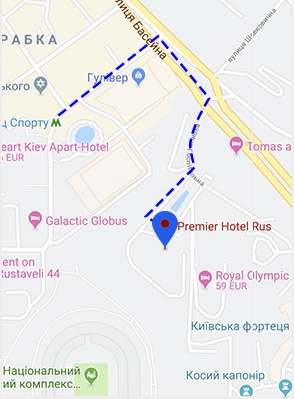 РАБКА
улиця Басейна
вулиця Шовковична
Гулівер
ького
ц Спорту
Tomas a
eart Kiev Apart-Hotel
EUR
Galactic Globus
Premier Hotel Rus
ent on
Rustaveli 44
Royal Olympic
59 EUR
Київська фортеця
Національний
ий комплекс...
Косий капонір